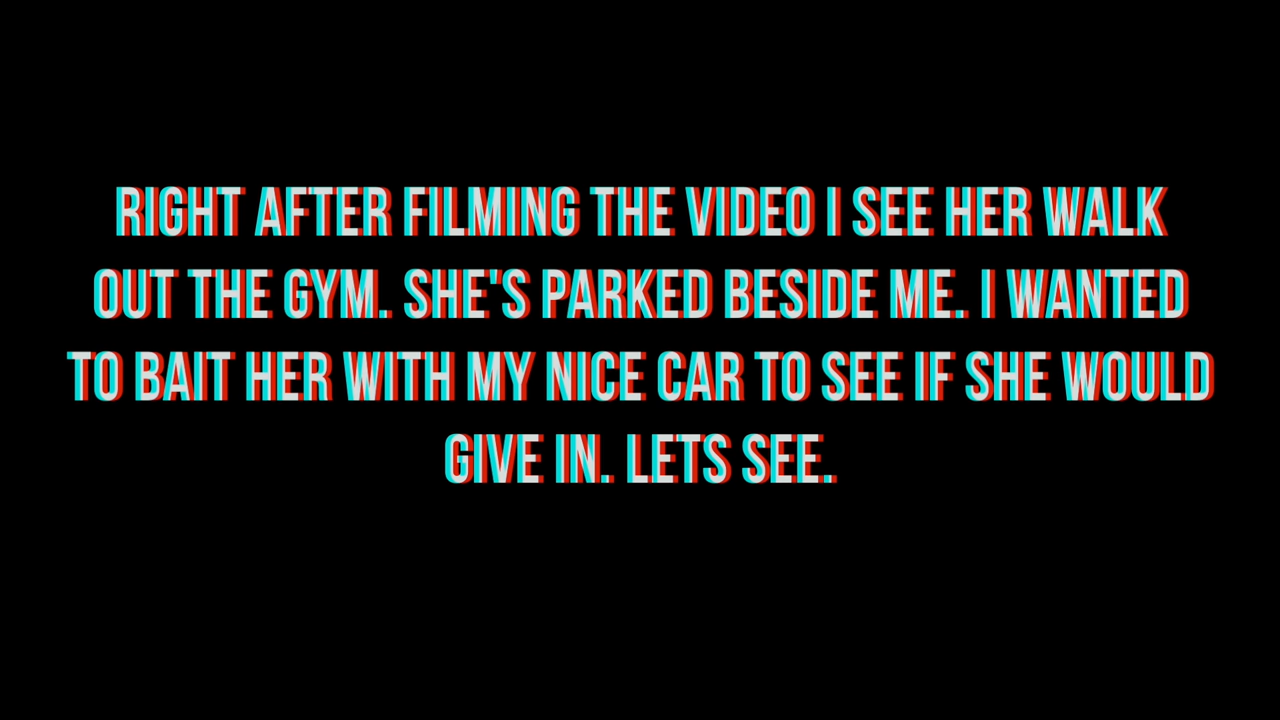 RIGHT AFTER FILMING THE VIDEO I SEE HER WALK
OUT THE GYM. SHE'S PARKED BESIDE ME. I WANTED
TO BAIT HER WITH MY NICE CAR TO SEE IF SHE WOULD
GIVE IN. LETS SEE.